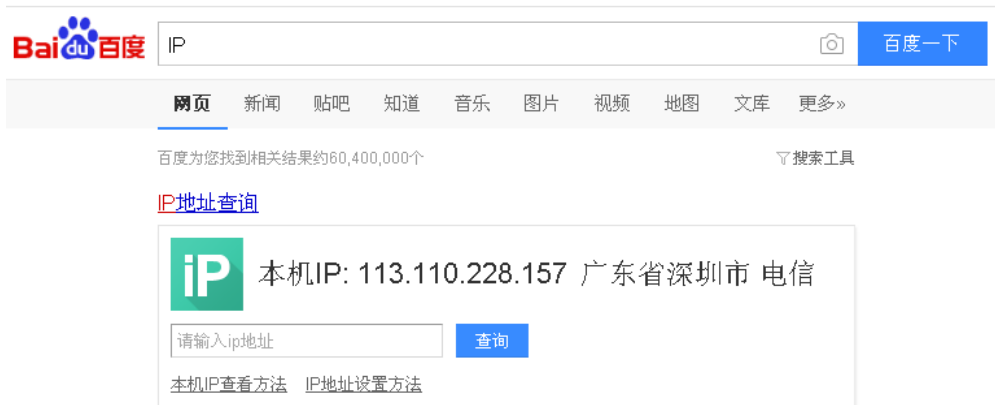 Bai du 百度 IP 百度一下
网页 新闻 贴吧 知道 音乐 图片 视频 地图 文库 更多»
百度为您找到相关结果约60,400,000个 搜索工具
IP地址查询
iP 本机IP: 113.110.228.157 广东省深圳市 电信
请输入ip地址 查询
本机IP查看方法 IP地址设置方法